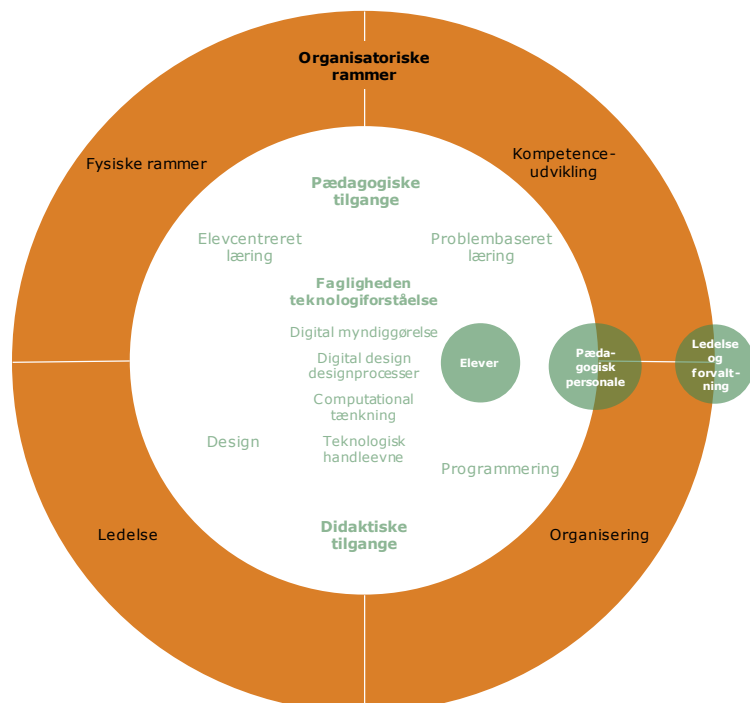 Organisatoriske
rammer
Fysiske rammer
Kompetence-
udvikling
Pædagogiske
tilgange
Elevcentreret
læring
Problembaseret
læring
Fagligheden
teknologiforståelse
Digital myndiggørelse
Digital design
designprocesser
Computational
tænkning
Teknologisk
handleevne
Elever
Pæda-
gogisk
personale
Ledelse
og
forvalt-
ning
Design
Programmering
Didaktiske
tilgange
Ledelse
Organisering